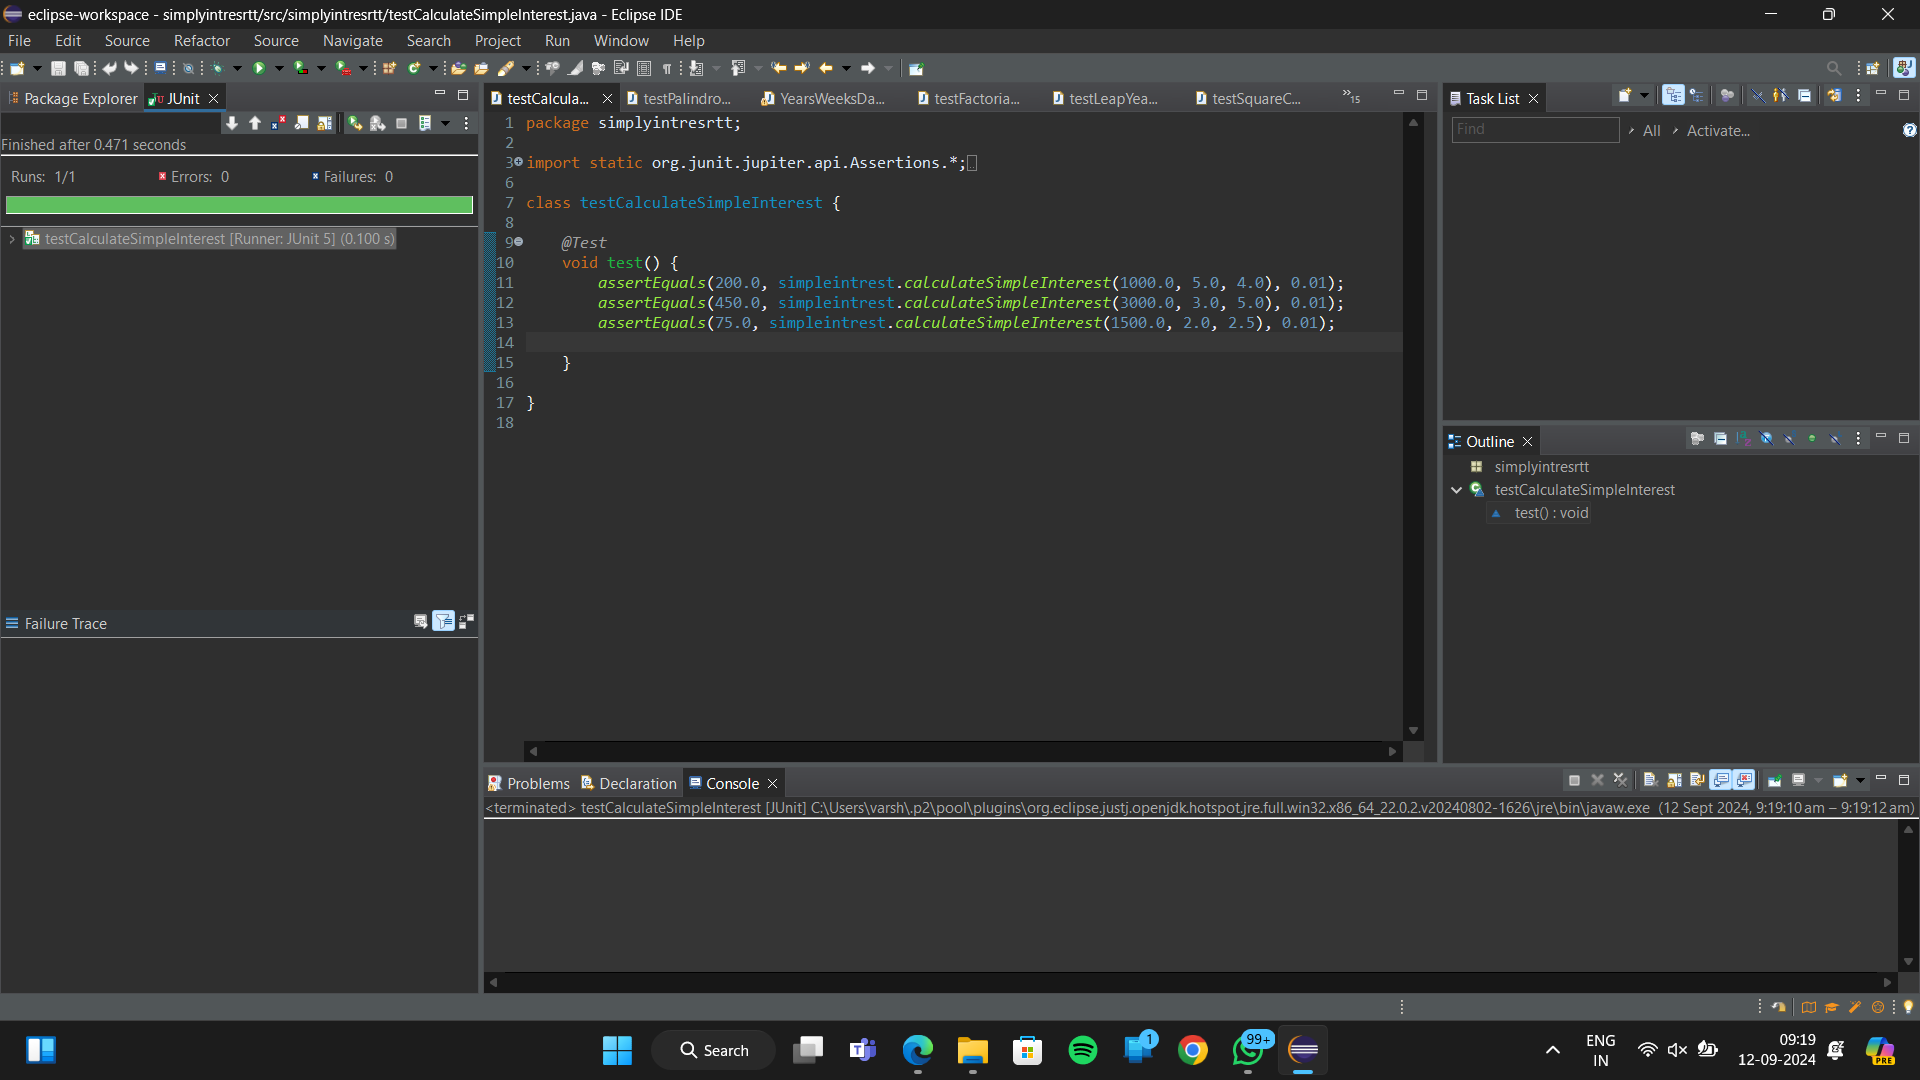 eclipse-workspace - simplyintresrtt/src/simplyintresrtt/testCalculateSimpleInterest.java - Eclipse IDE
File Edit Source Refactor Source Navigate Search Project Run Window Help
Package Explorer JUnit
Finished after 0.471 seconds
Runs: 1/1 Errors: 0 Failures: 0
testCalculateSimpleInterest [Runner: JUnit 5] (0.100 s)
Failure Trace
testCalcula... testPalindro... YearsWeeksDa... testFactoria... testLeapYea... testSquareC... »15
1 package simplyintresrtt;
2
3 import static org.junit.jupiter.api.Assertions.*;
6
7 class testCalculateSimpleInterest {
8
9 @Test
10 void test() {
11 assertEquals(200.0, simpleintrest.calculateSimpleInterest(1000.0, 5.0, 4.0), 0.01);
12 assertEquals(450.0, simpleintrest.calculateSimpleInterest(3000.0, 3.0, 5.0), 0.01);
13 assertEquals(75.0, simpleintrest.calculateSimpleInterest(1500.0, 2.0, 2.5), 0.01);
14
15 }
16
17 }
18
Task List
Find All Activate...
Outline
simplyintresrtt
testCalculateSimpleInterest
test() : void
Problems Declaration Console
<terminated> testCalculateSimpleInterest [JUnit] C:\Users\varsh\.p2\pool\plugins\org.eclipse.justj.openjdk.hotspot.jre.full.win32.x86_64_22.0.2.v20240802-1626\jre\bin\javaw.exe (12 Sept 2024, 9:19:10 am – 9:19:12 am)
Search
1
99+
ENG
IN
09:19
12-09-2024
PRE